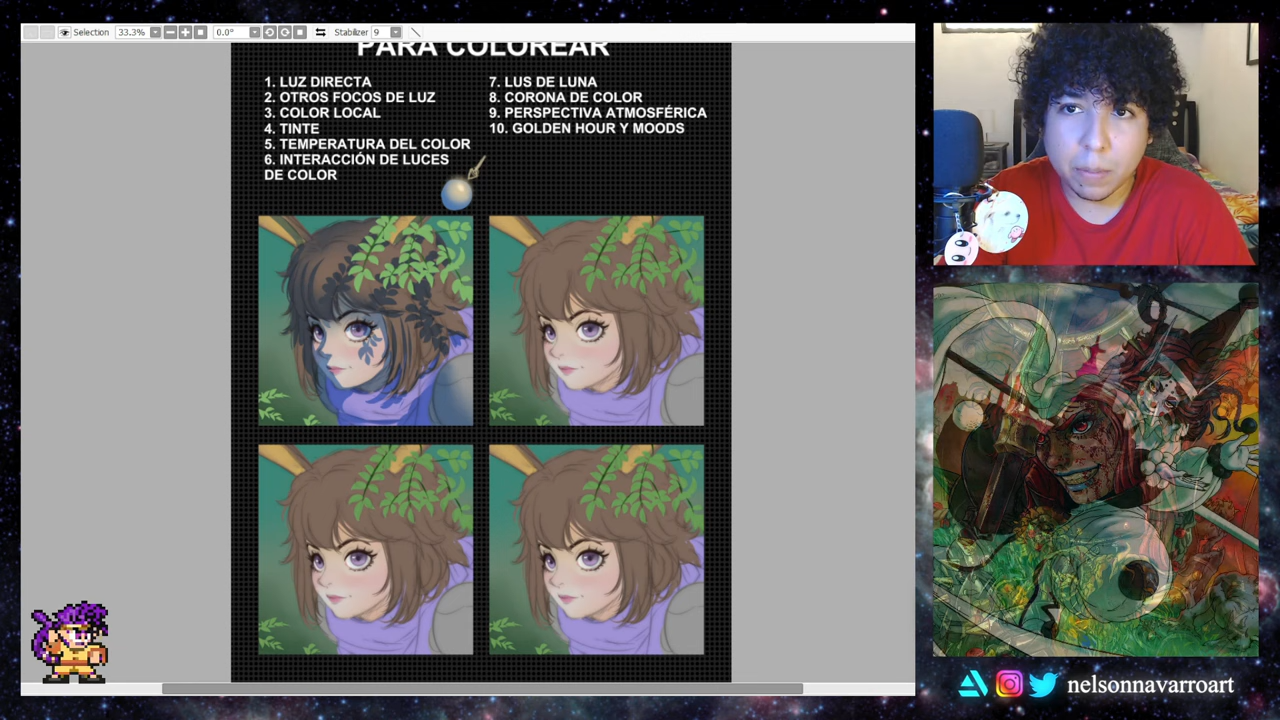 Selection 33.3% 0.0° Stabilizer 9
PARA COLOREAR
1. LUZ DIRECTA
2. OTROS FOCOS DE LUZ
3. COLOR LOCAL
4. TINTE
5. TEMPERATURA DEL COLOR
6. INTERACCIÓN DE LUCES
DE COLOR
7. LUS DE LUNA
8. CORONA DE COLOR
9. PERSPECTIVA ATMOSFÉRICA
10. GOLDEN HOUR Y MOODS
nelsonnavarroart